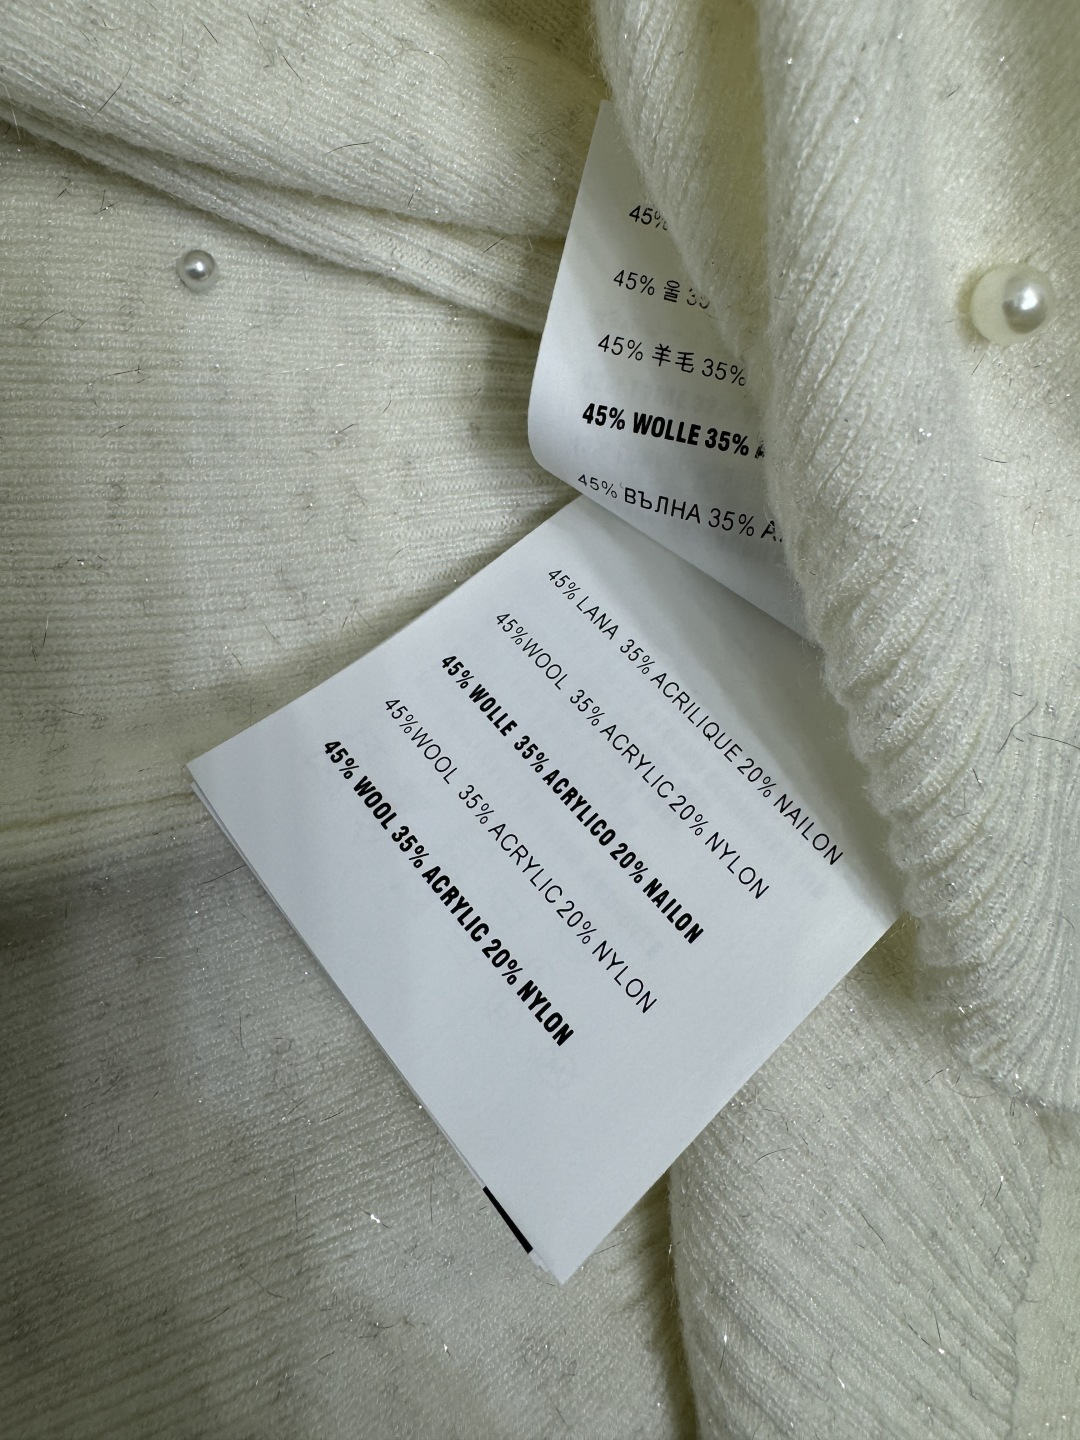 45%
45% 울 35
45% 羊毛 35%
45% WOLLE 35%
45% ВЪЛНА 35% А
45% LANA 35% ACRILIQUE 20% NAILON
45%WOOL 35% ACRYLIC 20% NYLON
45% WOLLE 35% ACRYLICO 20% NAILON
45%WOOL 35% ACRYLIC 20% NYLON
45% WOOL 35% ACRYLIC 20% NYLON